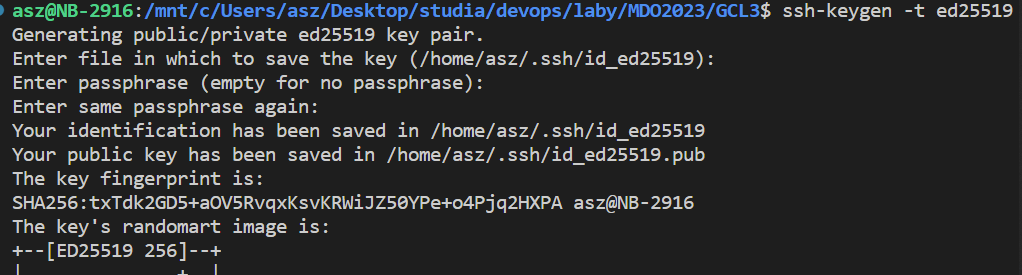 asz@NB-2916:/mnt/c/Users/asz/Desktop/studia/devops/laby/MDO2023/GCL3$ ssh-keygen -t ed25519
Generating public/private ed25519 key pair.
Enter file in which to save the key (/home/asz/.ssh/id_ed25519):
Enter passphrase (empty for no passphrase):
Enter same passphrase again:
Your identification has been saved in /home/asz/.ssh/id_ed25519
Your public key has been saved in /home/asz/.ssh/id_ed25519.pub
The key fingerprint is:
SHA256:txTdk2GD5+aOV5RvqxKsvKRWiJZ50YPe+o4Pjq2HXPA asz@NB-2916
The key's randomart image is:
+--[ED25519 256]--+
|              +  |